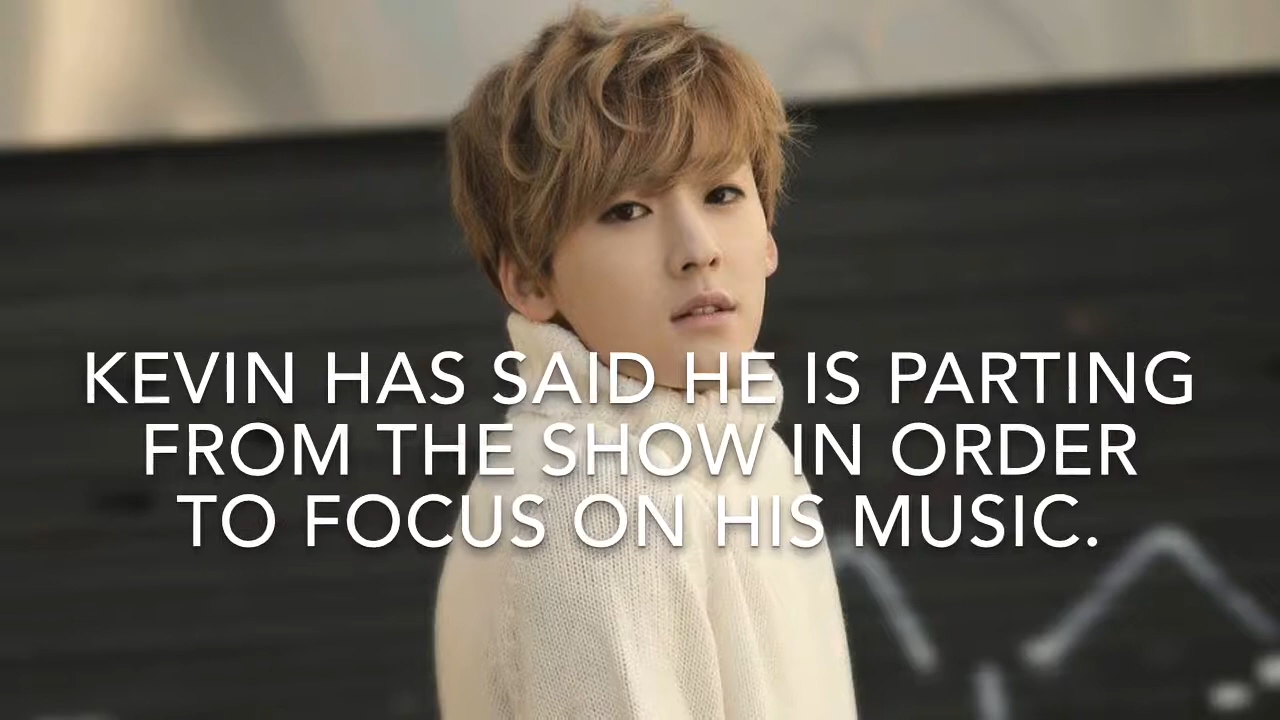 KEVIN HAS SAID HE IS PARTING
FROM THE SHOW IN ORDER
TO FOCUS ON HIS MUSIC.